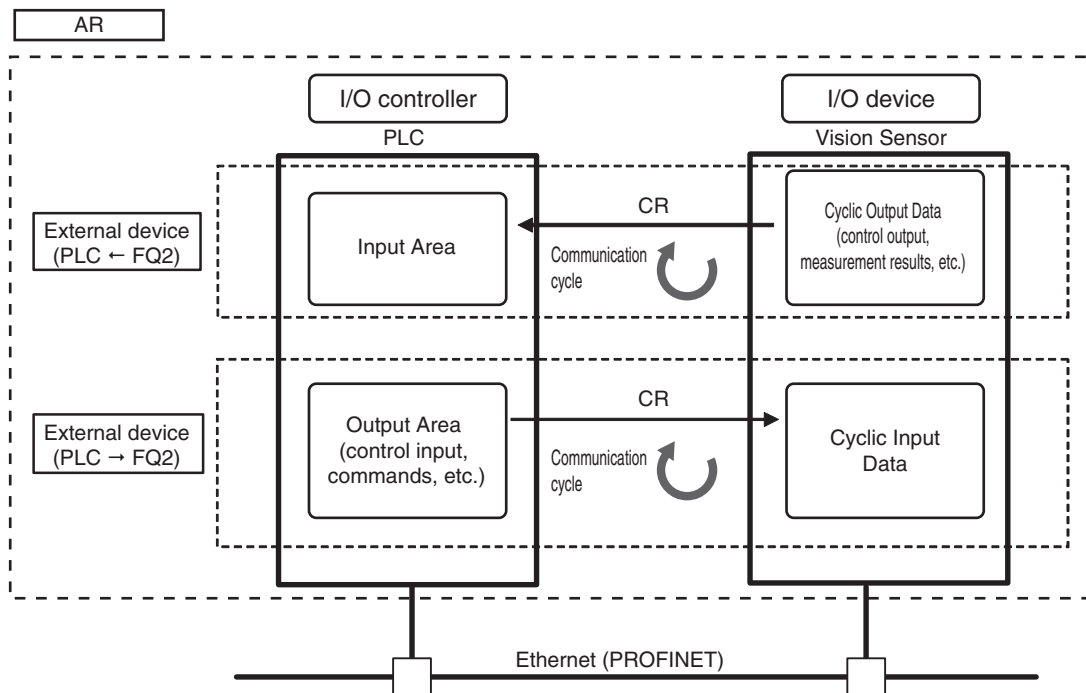 AR
I/O controller
I/O device
PLC
Vision Sensor
External device
(PLC ← FQ2)
Input Area
CR
Communication
cycle
Cyclic Output Data
(control output,
measurement results, etc.)
External device
(PLC → FQ2)
Output Area
(control input,
commands, etc.)
CR
Communication
cycle
Cyclic Input
Data
Ethernet (PROFINET)